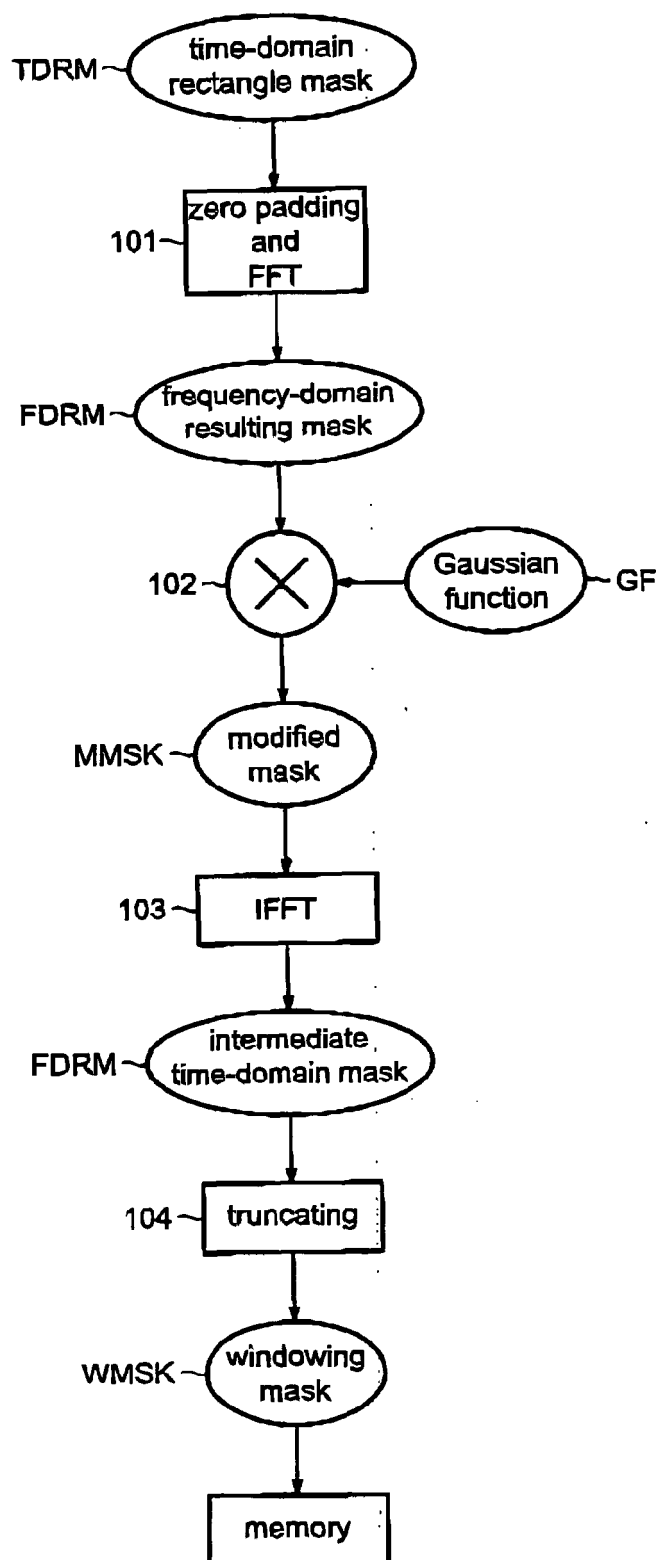 time-domain
TDRM
rectangle mask
zero padding
101
and
FFT
frequency-domain
FDRM
resulting mask
102
Gaussian
function
GF
modified
MMSK
mask
103
IFFT
intermediate
FDRM
time-domain mask
104
truncating
windowing
WMSK
mask
memory